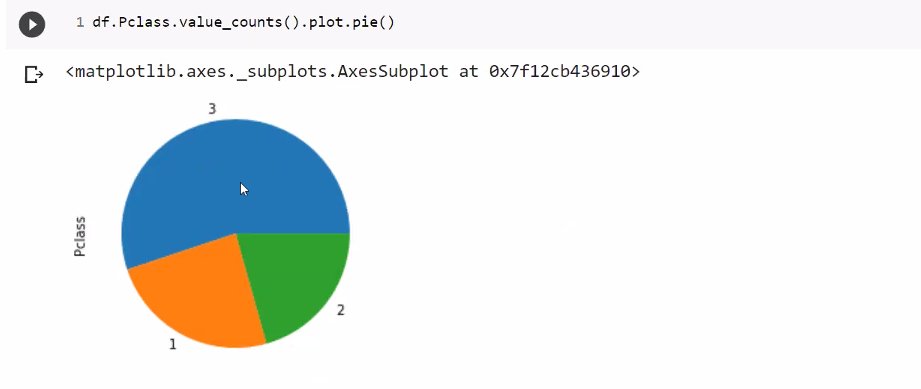 1 df.Pclass.value_counts().plot.pie()
<matplotlib.axes._subplots.AxesSubplot at 0x7f12cb436910>
3
Pclass
2
1